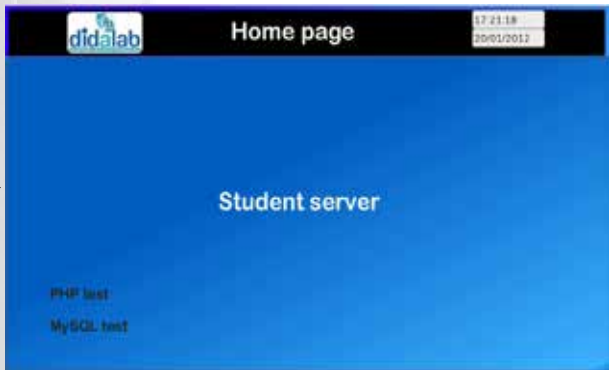 didalab
Home page
17:21:18
20/01/2012
Student server
PHP test
MySQL test